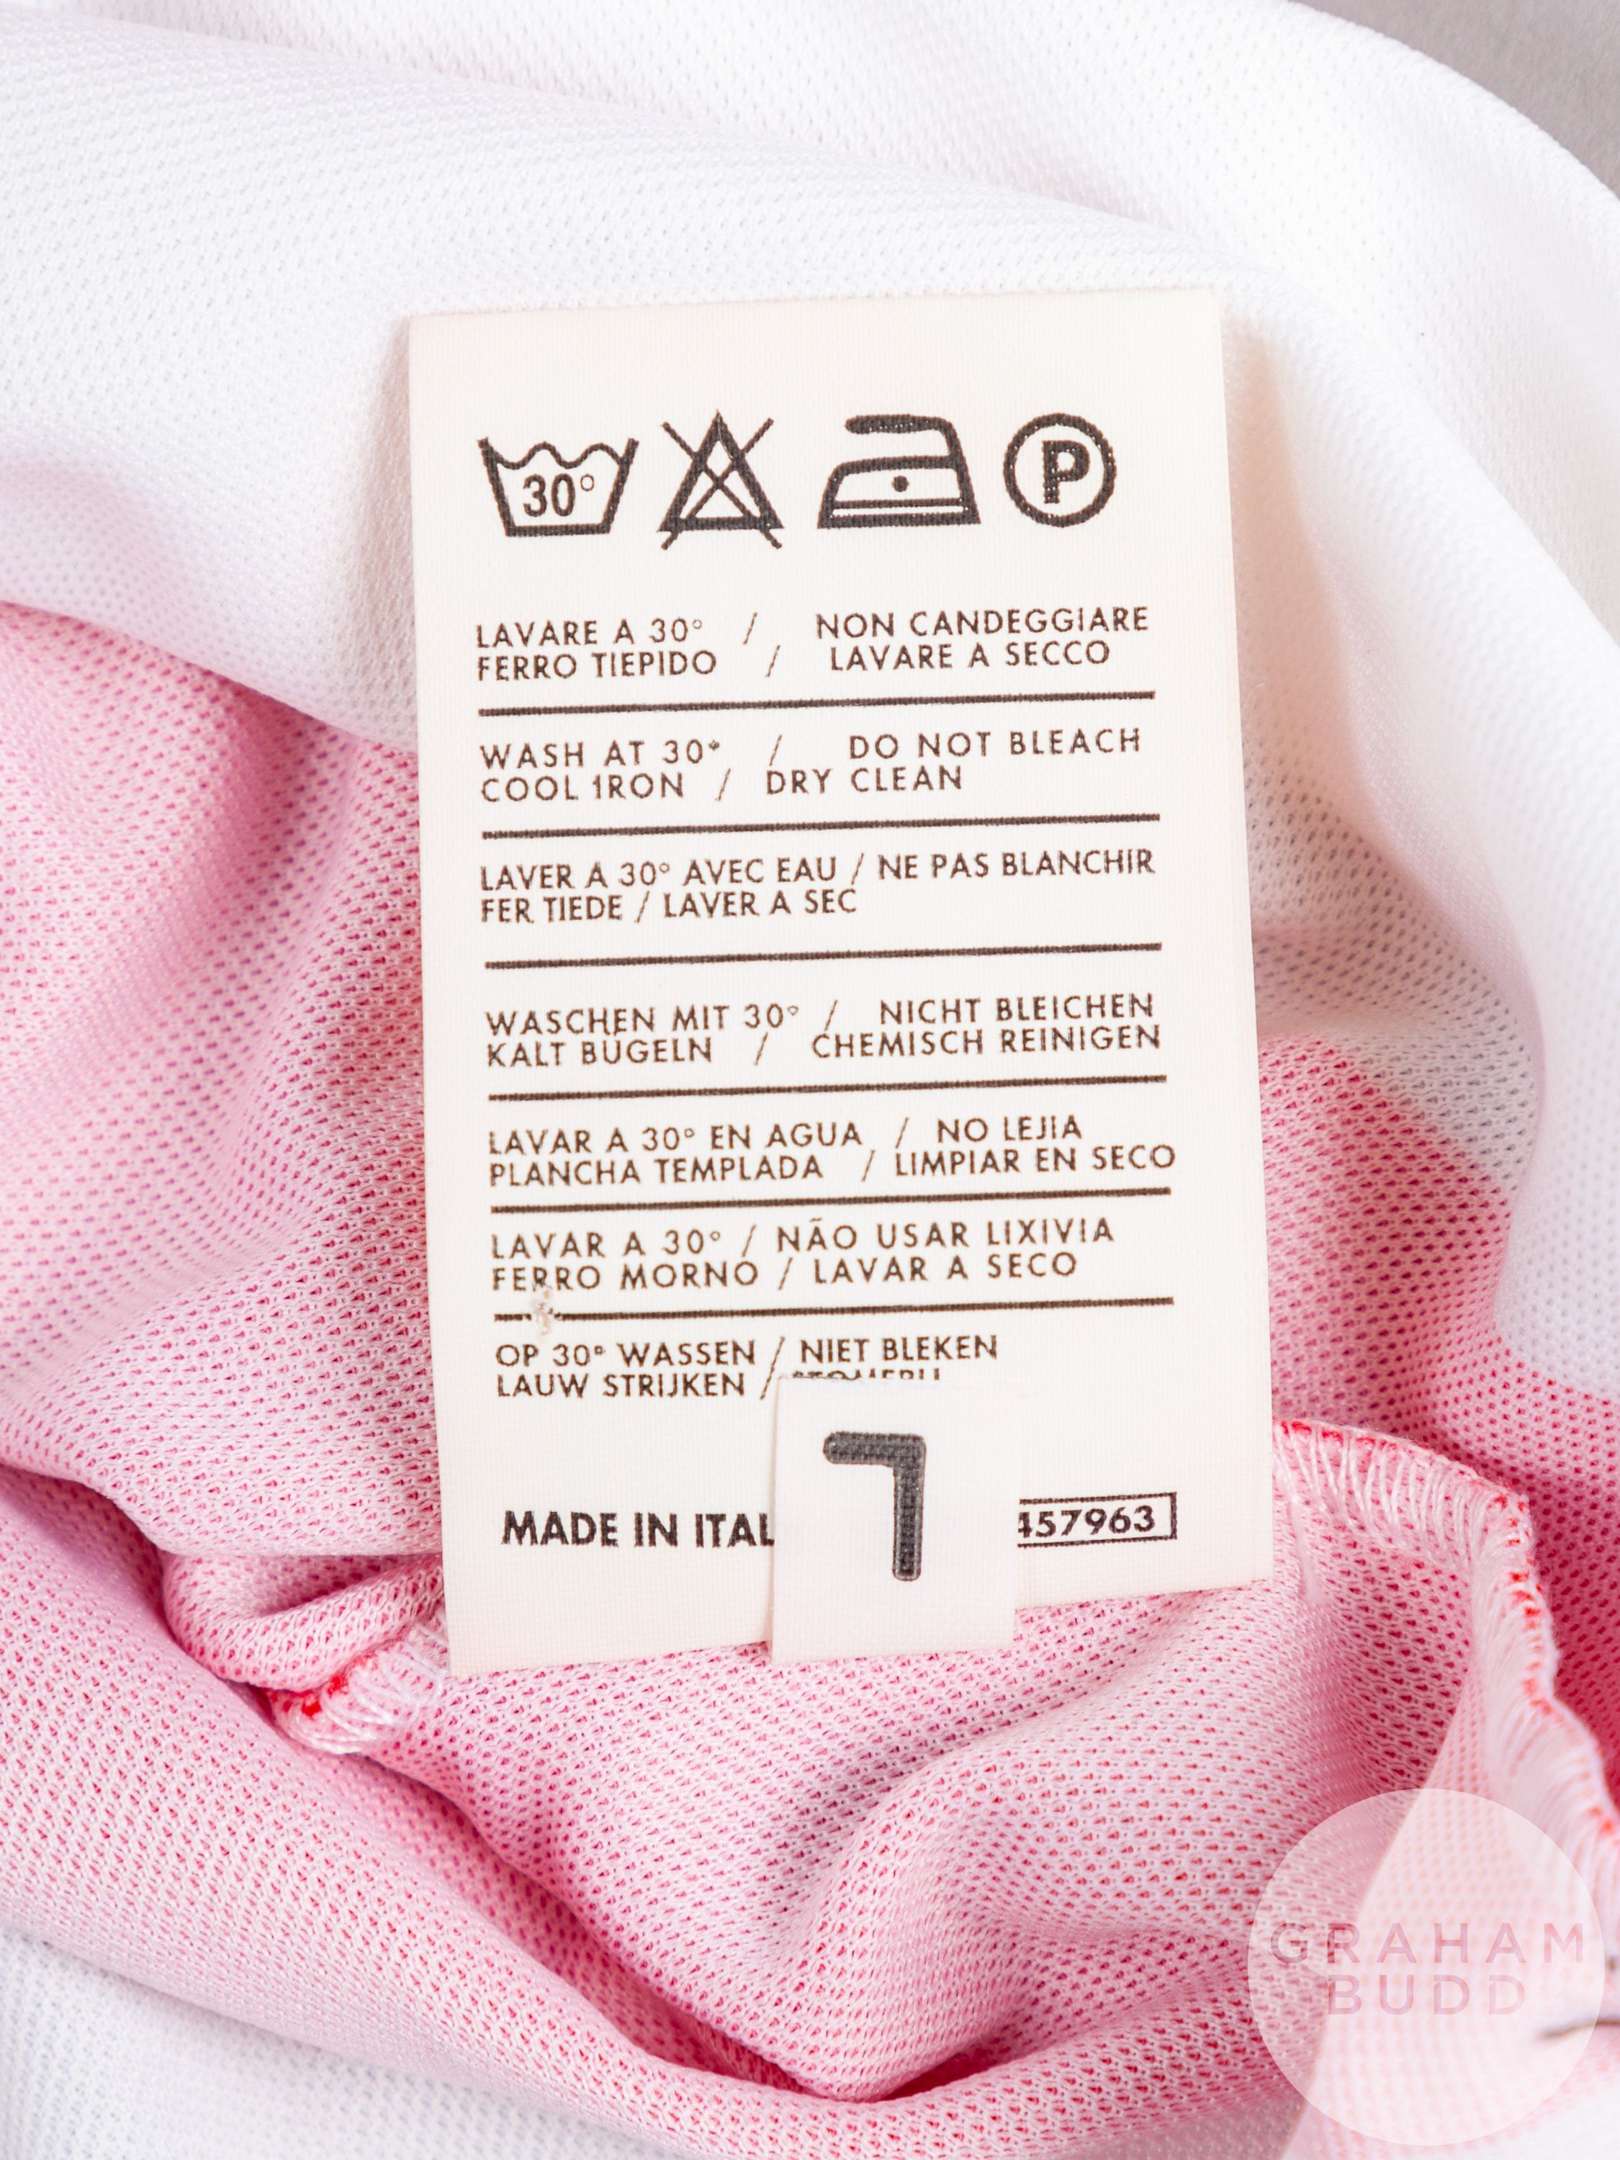 30°
P
LAVARE A 30° / NON CANDEGGIARE
FERRO TIEPIDO / LAVARE A SECCO
WASH AT 30° / DO NOT BLEACH
COOL 1RON / DRY CLEAN
LAVER A 30° AVEC EAU / NE PAS BLANCHIR
FER TIEDE / LAVER A SEC
WASCHEN MIT 30° / NICHT BLEICHEN
KALT BÜGELN / CHEMISCH REINIGEN
LAVAR A 30° EN AGUA / NO LEJIA
PLANCHA TEMPLADA / LIMPIAR EN SECO
LAVAR A 30° / NÃO USAR LIXIVIA
FERRO MORNO / LAVAR A SECO
OP 30° WASSEN / NIET BLEKEN
LAUW STRIJKEN /
L
MADE IN ITAL 457963
GRAHAM
BUDD